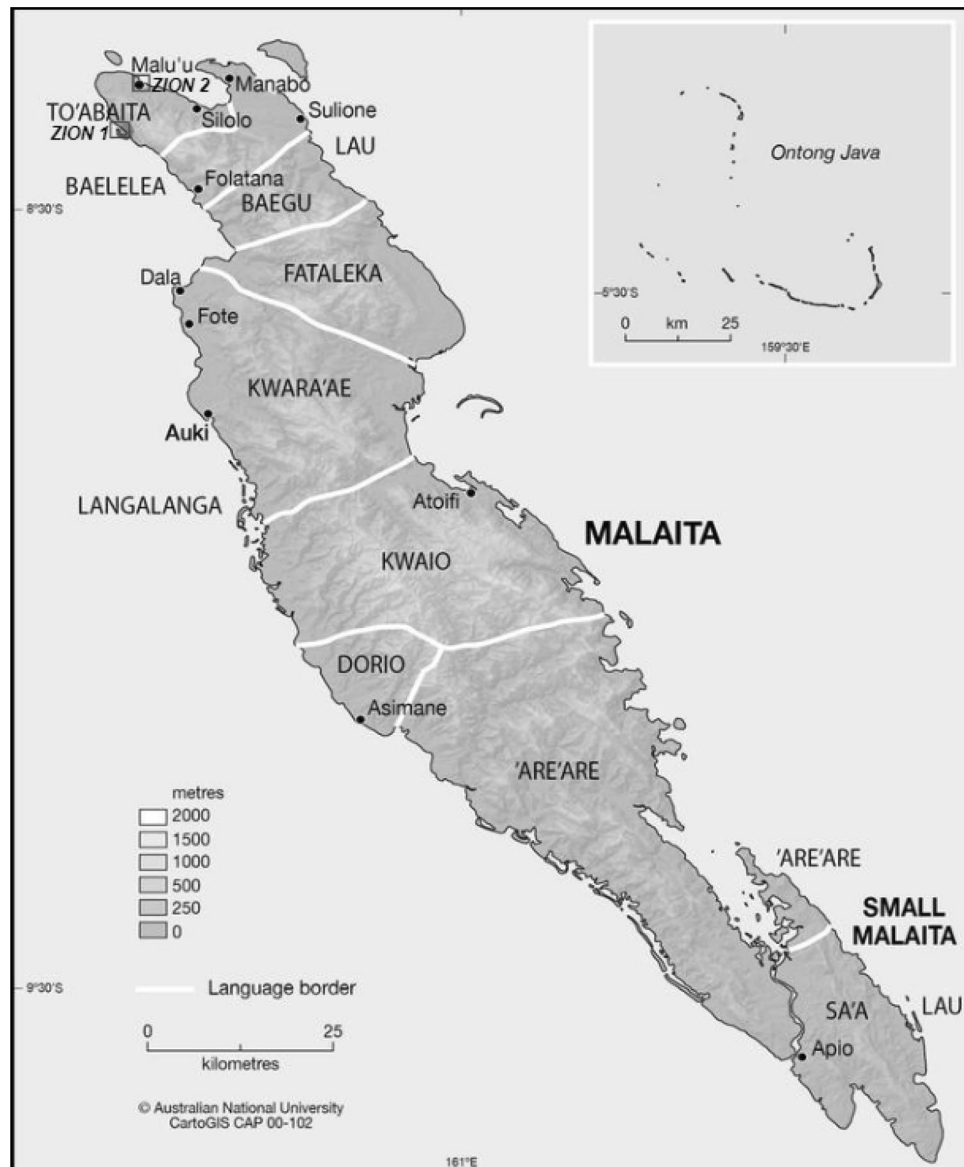 Malu'u
ZION 2
Manabo
TO'ABAITA
Silolo
Sulione
ZION 1
LAU
BAELELEA
Folatana
8°30'S
BAEGU
Ontong Java
FATALEKA
Dala
5°30'S
Fote
0 km 25
159°30'E
KWARA'AE
Auki
LANGALANGA
Atoifi
MALAITA
KWAIO
DORIO
Asimane
'ARE'ARE
metres
2000
1500
1000
500
250
0
'ARE'ARE
SMALL
MALAITA
9°30'S
Language border
SA'A
LAU
0 25
kilometres
Apio
© Australian National University
CartoGIS CAP 00-102
161°E